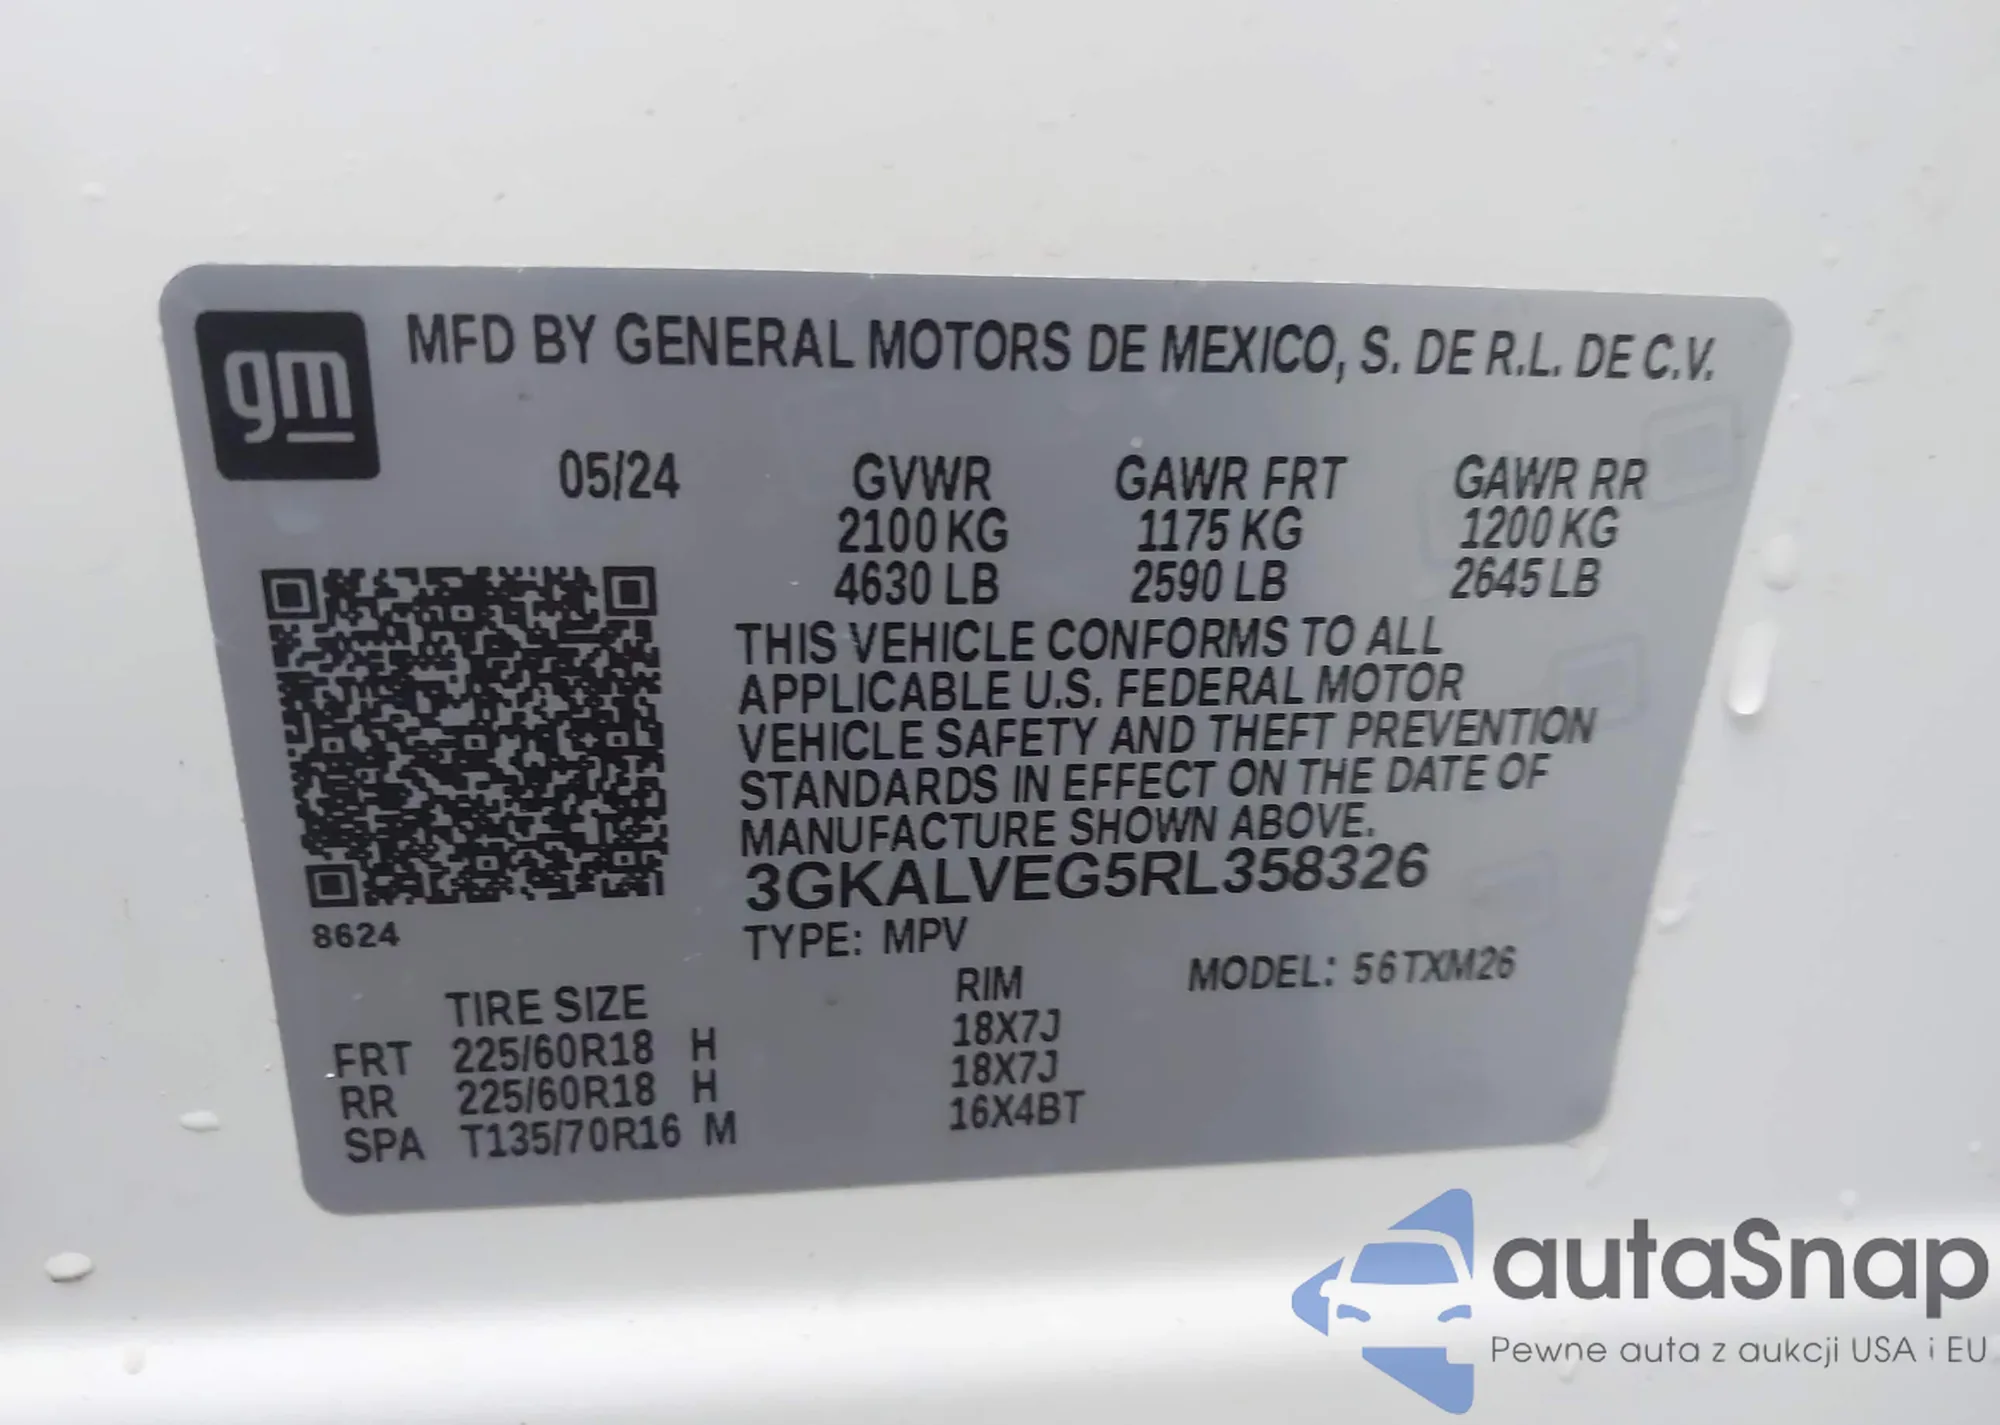 gm
MFD BY GENERAL MOTORS DE MEXICO, S. DE R.L. DE C.V.
05/24 GVWR GAWR FRT GAWR RR
2100 KG 1175 KG 1200 KG
4630 LB 2590 LB 2645 LB
THIS VEHICLE CONFORMS TO ALL
APPLICABLE U.S. FEDERAL MOTOR
VEHICLE SAFETY AND THEFT PREVENTION
STANDARDS IN EFFECT ON THE DATE OF
MANUFACTURE SHOWN ABOVE.
3GKALVEG5RL358326
8624
TYPE: MPV MODEL: 56TXM26
TIRE SIZE RIM
FRT 225/60R18 H 18X7J
RR 225/60R18 H 18X7J
SPA T135/70R16 M 16X4BT
autaSnap
Pewne auta z aukcji USA i EU